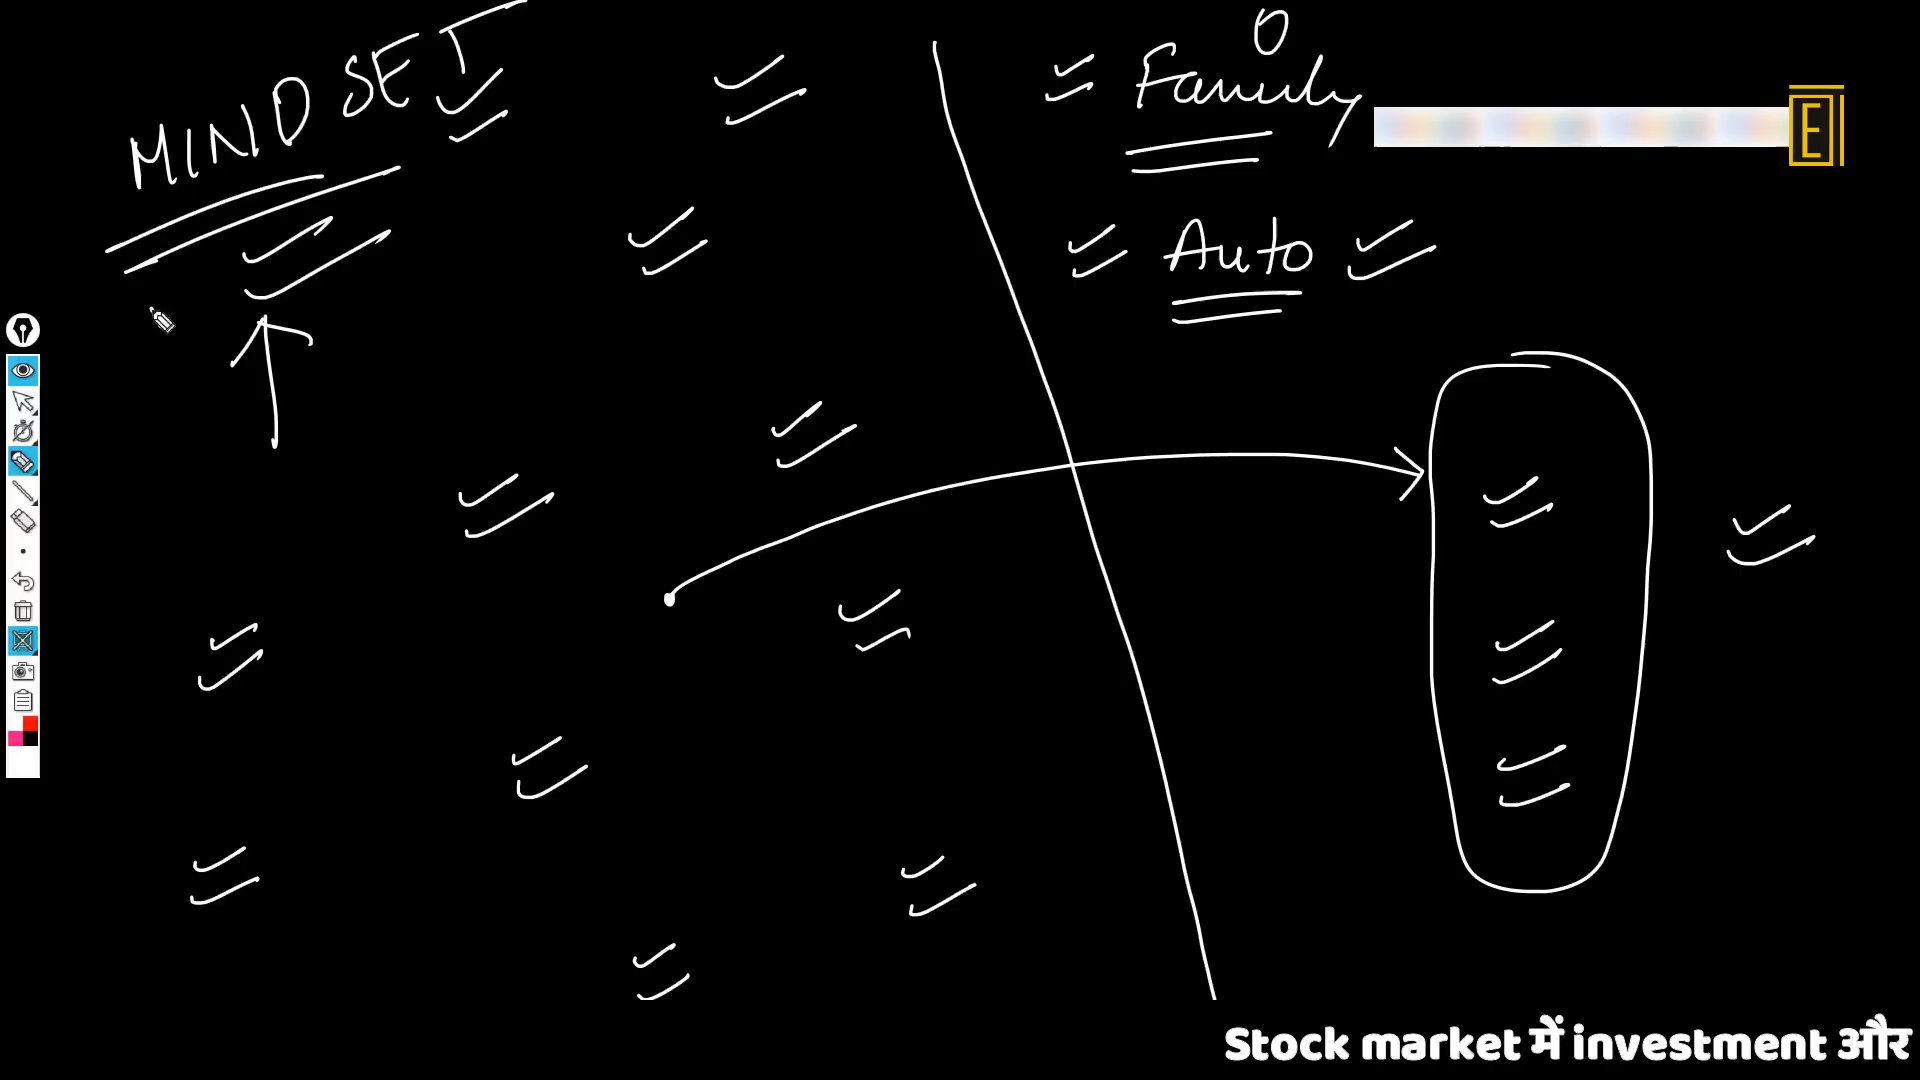 MINDSET
Family
E
Auto
Stock market में investment और